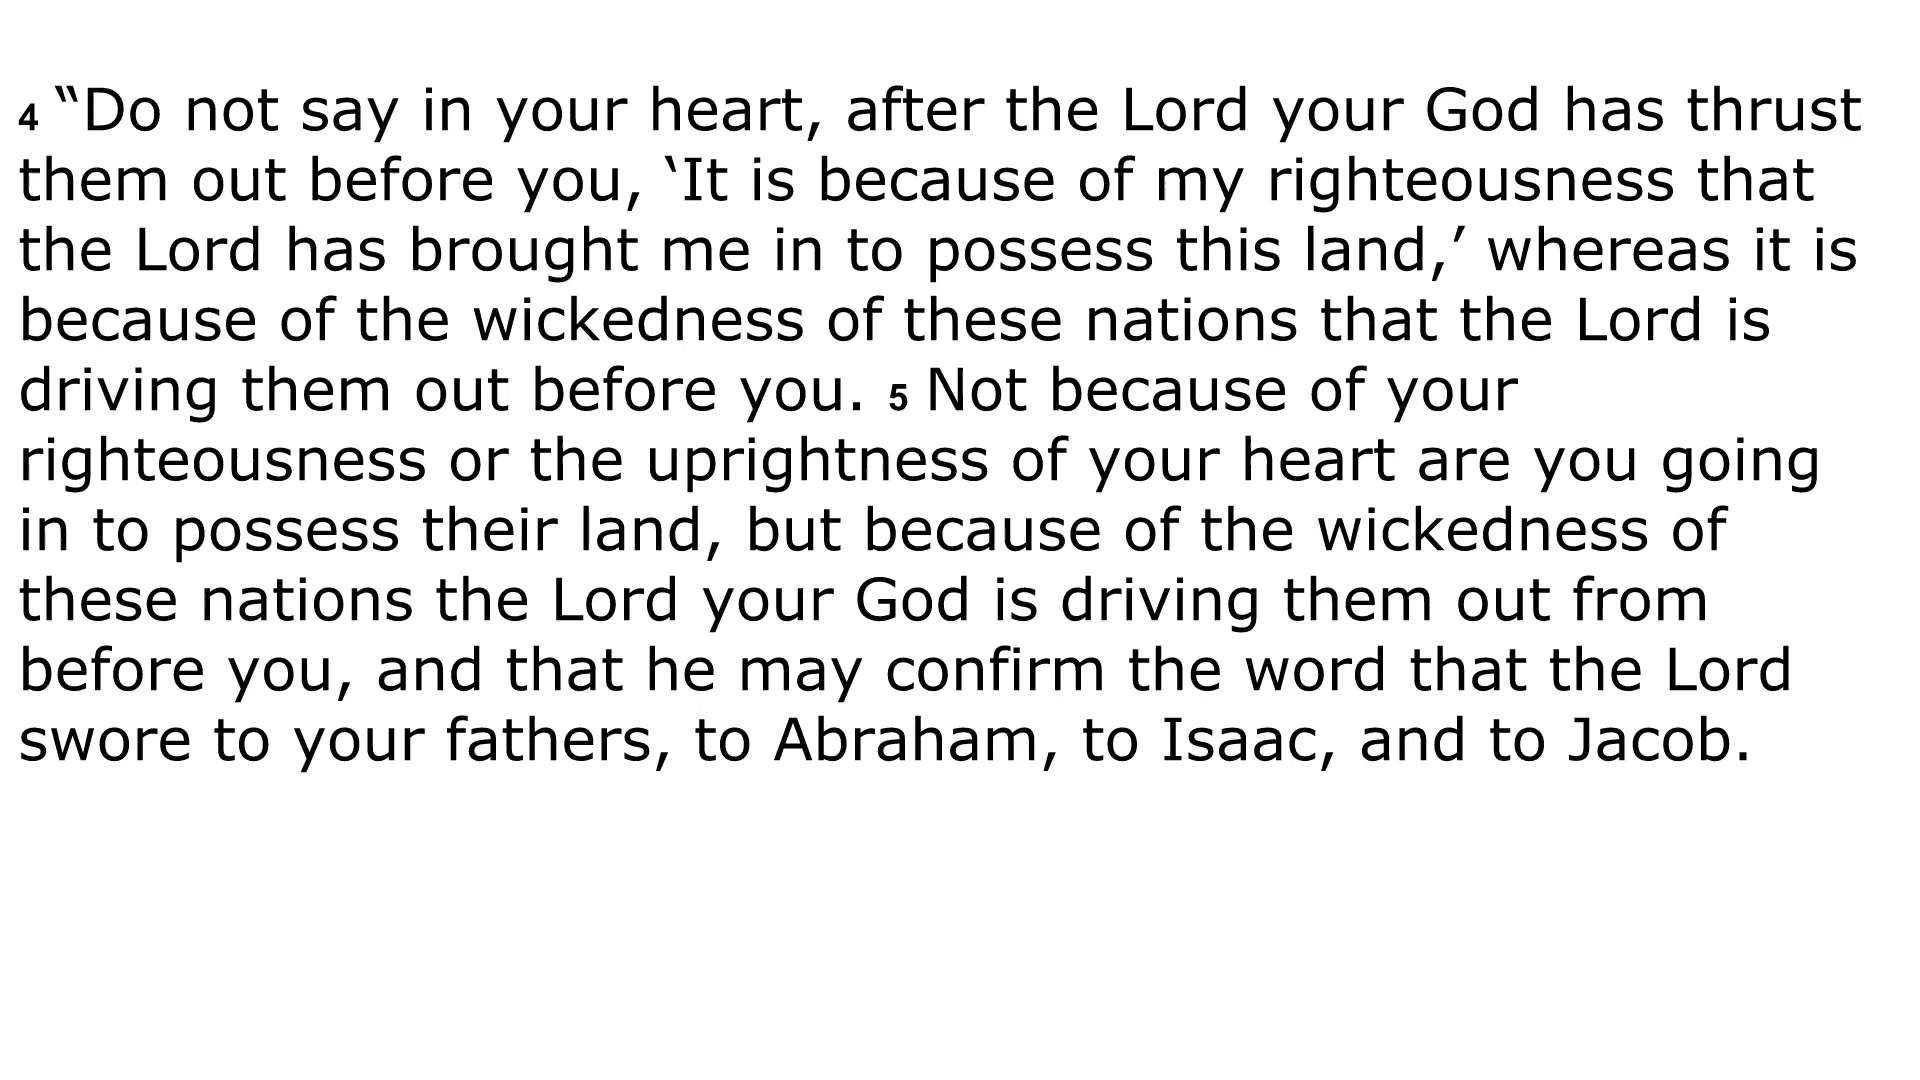 4 “Do not say in your heart, after the Lord your God has thrust
them out before you, ‘It is because of my righteousness that
the Lord has brought me in to possess this land,’ whereas it is
because of the wickedness of these nations that the Lord is
driving them out before you. 5 Not because of your
righteousness or the uprightness of your heart are you going
in to possess their land, but because of the wickedness of
these nations the Lord your God is driving them out from
before you, and that he may confirm the word that the Lord
swore to your fathers, to Abraham, to Isaac, and to Jacob.